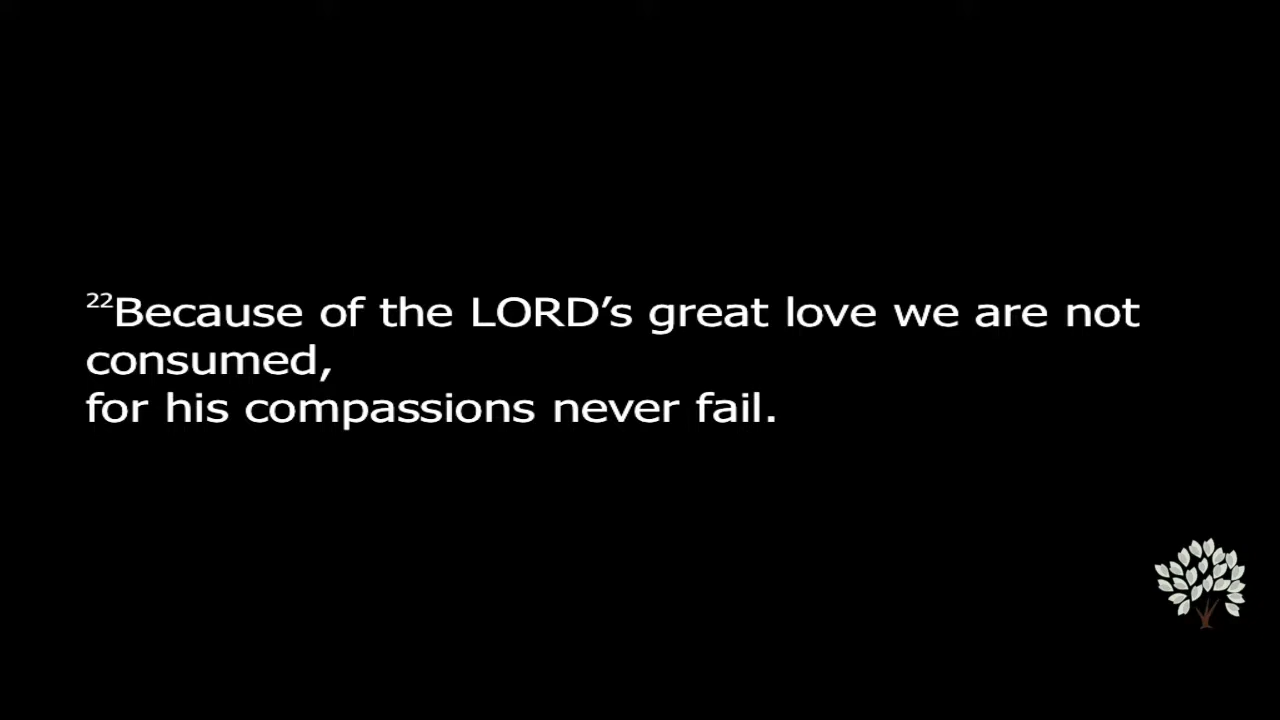 ²²Because of the LORD’s great love we are not
consumed,
for his compassions never fail.